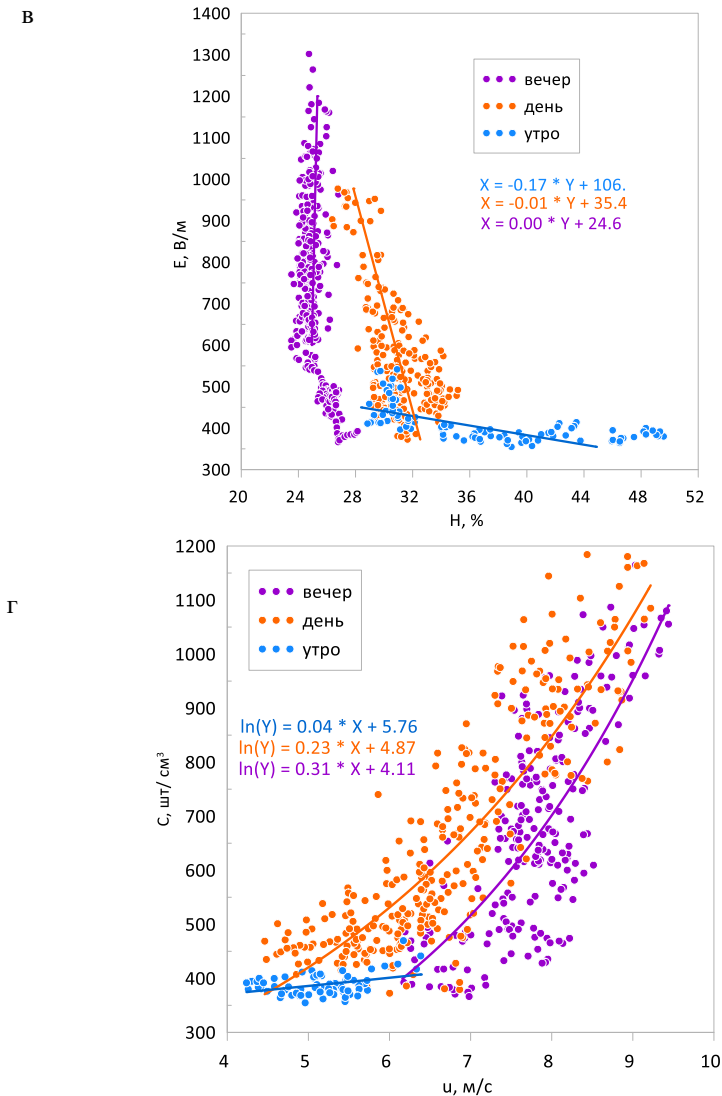 в
1400
1300
1200
1100
1000
900
800
700
600
500
400
300
E, В/м
вечер
день
утро
X = -0.17 * Y + 106.
X = -0.01 * Y + 35.4
X = 0.00 * Y + 24.6
20 24 28 32 36 40 44 48 52
H, %
г
1200
1100
1000
900
800
700
600
500
400
300
C, шт/ см³
вечер
день
утро
ln(Y) = 0.04 * X + 5.76
ln(Y) = 0.23 * X + 4.87
ln(Y) = 0.31 * X + 4.11
4 5 6 7 8 9 10
u, м/с